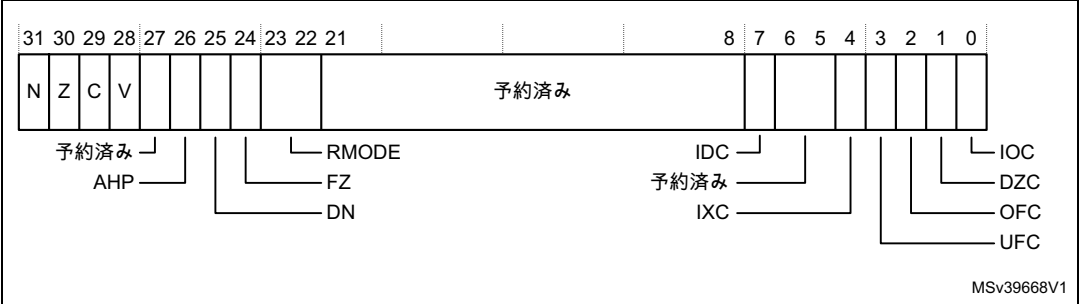 31 30 29 28 27 26 25 24 23 22 21 8 7 6 5 4 3 2 1 0
N Z C V 予約済み
予約済み RMODE IDC IOC
AHP FZ 予約済み DZC
DN IXC OFC
UFC
MSv39668V1